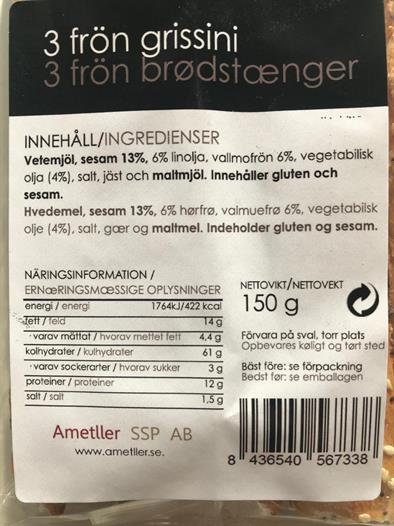 3 frön grissini
3 frön brødstænger
INNEHÅLL/INGREDIENSER
Vetemjöl, sesam 13%, 6% linolja, vallmofrön 6%, vegetabilisk
olja (4%), salt, jäst och maltmjöl. Innehåller gluten och
sesam.
Hvedemel, sesam 13%, 6% hørfrø, valmuefrø 6%, vegetabilsk
olje (4%), salt, gær og maltmel. Indeholder gluten og sesam.
NÄRINGSINFORMATION /
ERNæRINGSMæSSIGE OPLYSNINGER
energi / energi 1764kJ/422 kcal
fett / feld 14 g
· varav mättat / hvorav mettet fett 4,4 g
kolhydrater / kulhydrater 61 g
· varav sockerarter / hvorav sukker 3 g
proteiner / proteiner 12 g
salt / salt 1,5 g
NETTOVIKT/NETTOVEKT
150 g
Förvara på sval, torr plats
Opbevares køligt og tørt sted
Bäst före: se förpackning
Bedst før: se emballagen
Ametller SSP AB
www.ametller.se.
8 436540 567338